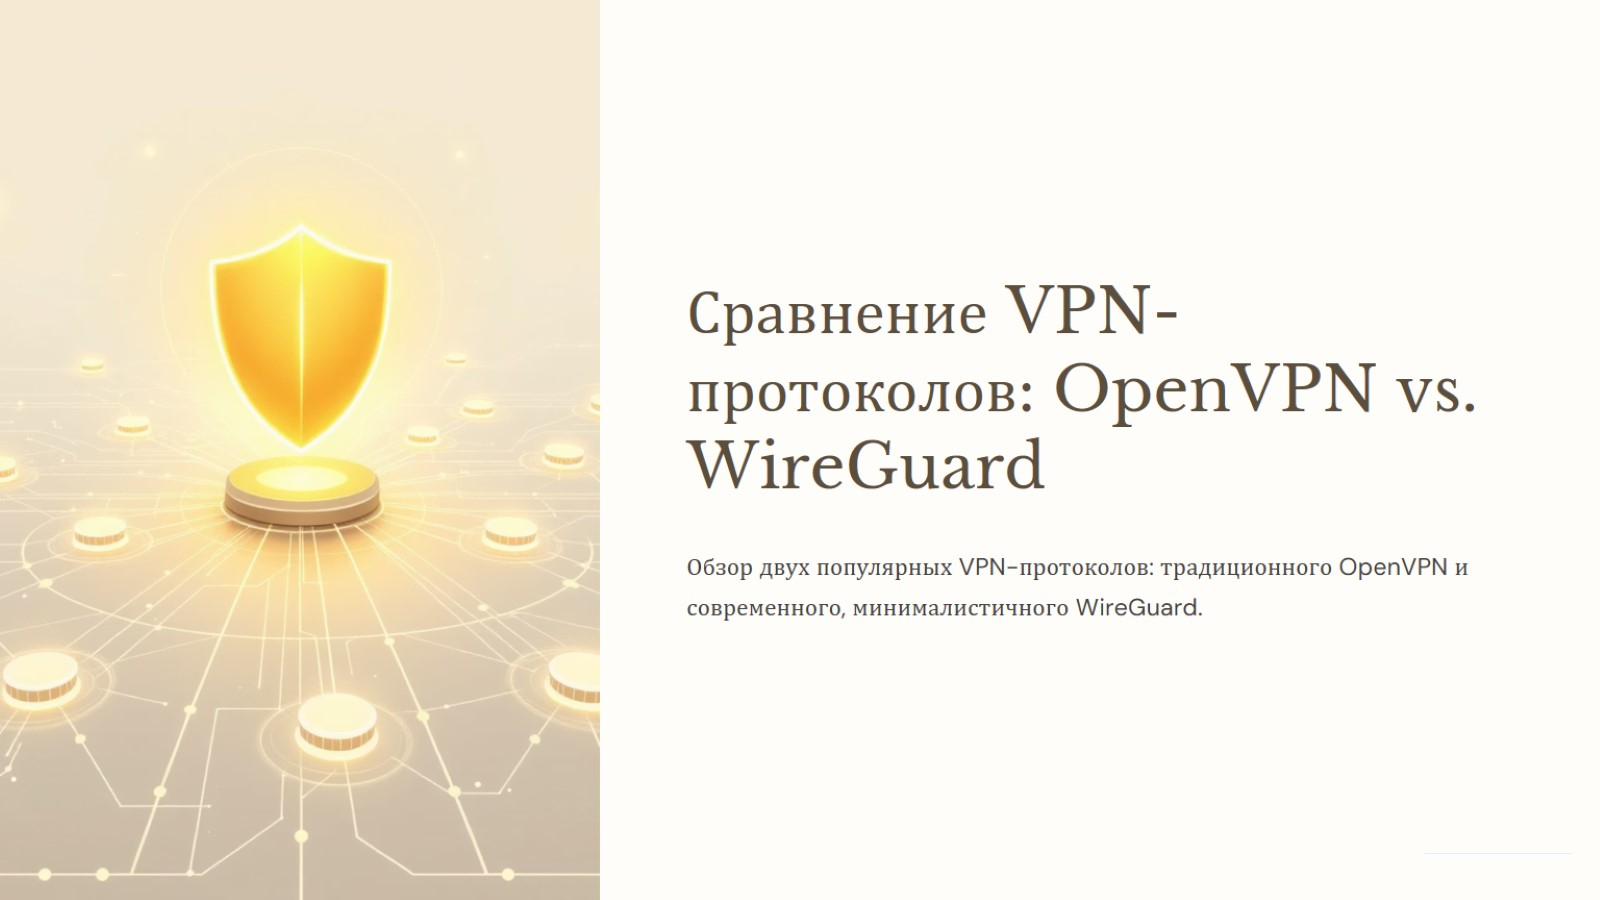 Сравнение VPN-
протоколов: OpenVPN vs.
WireGuard
Обзор двух популярных VPN-протоколов: традиционного OpenVPN и
современного, минималистичного WireGuard.